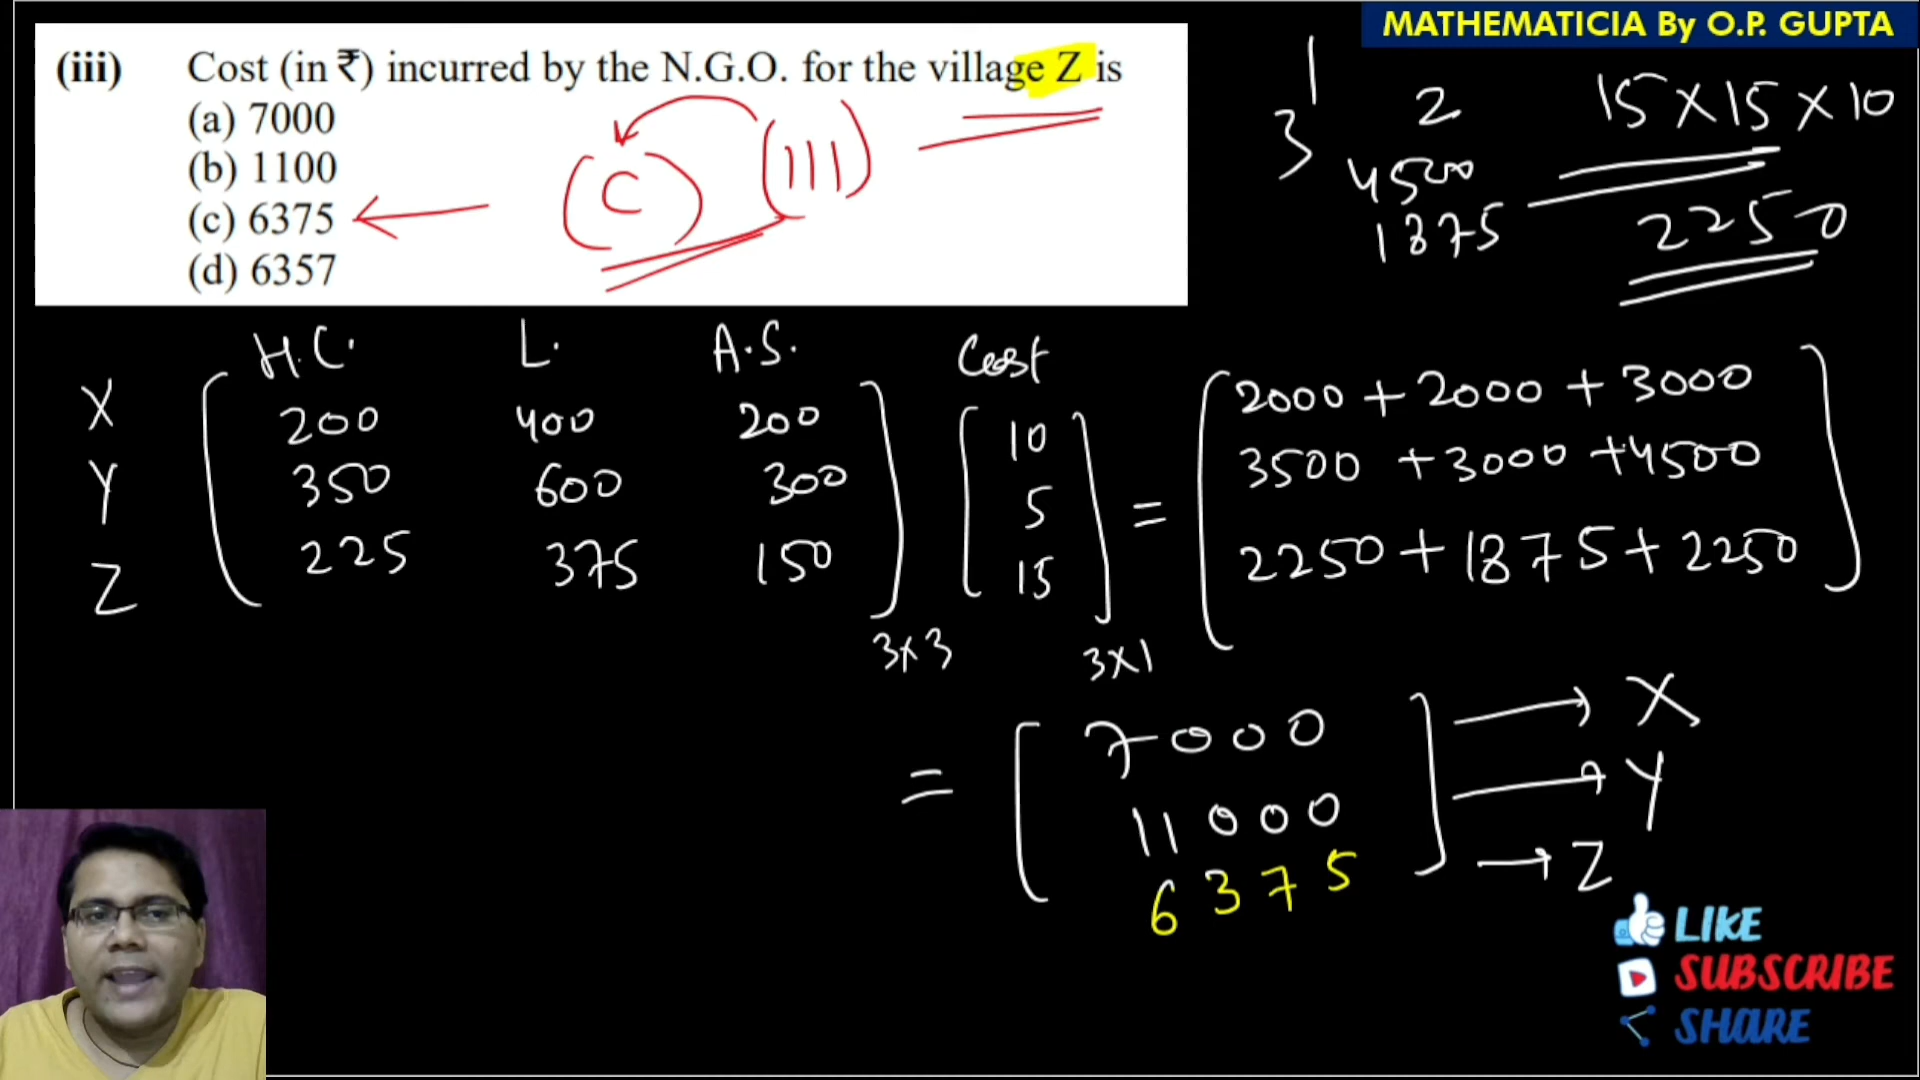 MATHEMATICIA By O.P. GUPTA
(iii) Cost (in ₹) incurred by the N.G.O. for the village Z is
(a) 7000
(b) 1100
(c) 6375
(d) 6357
(C) (III)
1
3 2
4500
1875
15×15×10
2250
H.C. L. A.S. Cost
X 200 400 200 10 2000+2000+3000
Y 350 600 300 5 = 3500+3000+4500
Z 225 375 150 15 2250+1875+2250
3×3 3×1
= 7000 → X
11000 → Y
6375 → Z
LIKE
SUBSCRIBE
SHARE